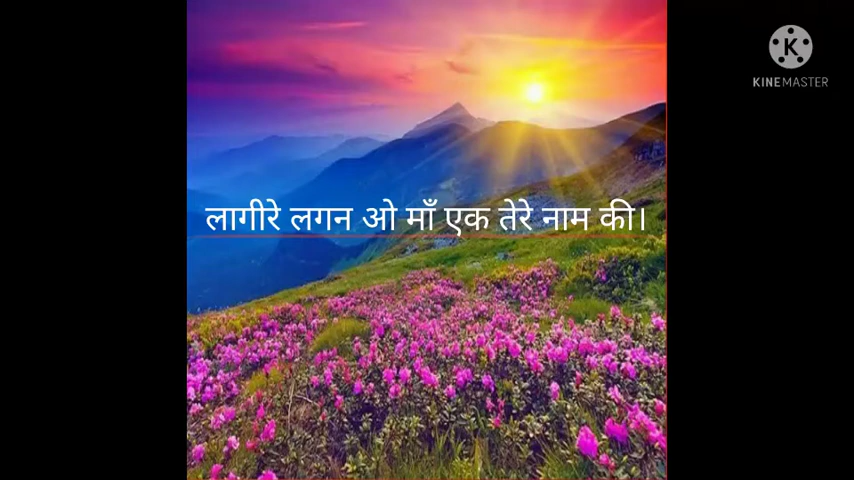 लागीरे लगन ओ माँ एक तेरे नाम की।
K
KINEMASTER